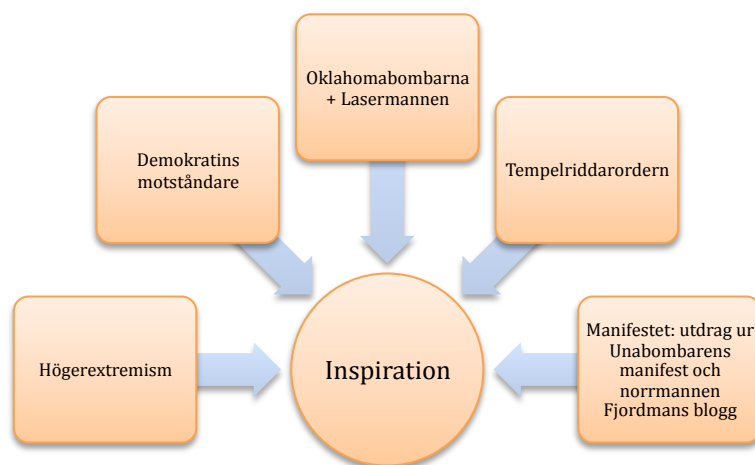 Oklahomabombarna
+ Lasermannen
Demokratins
motståndare
Tempelriddarordern
Högerextremism
Inspiration
Manifestet: utdrag ur
Unabombarens
manifest och
norrmannen
Fjordmans blogg